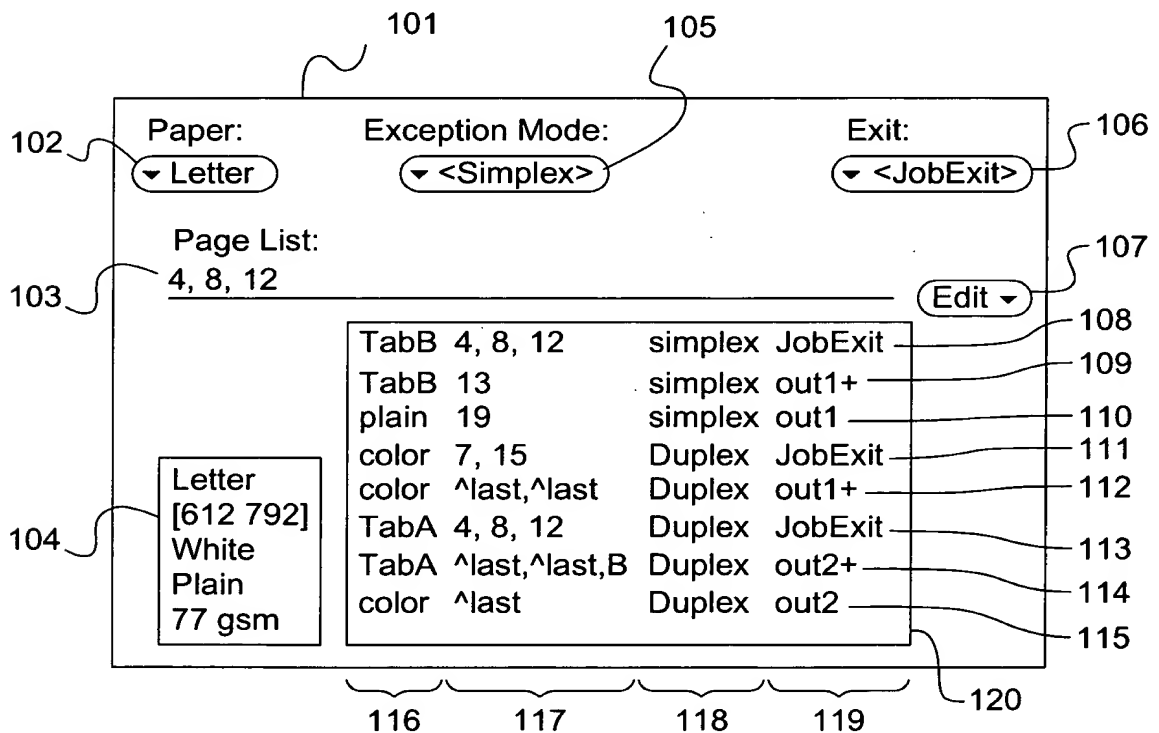 101
105
Paper: Exception Mode: Exit:
102
106
Letter <Simplex> <JobExit>
Page List:
107
103
4, 8, 12
Edit
108
TabB 4, 8, 12 simplex JobExit
109
TabB 13 simplex out1+
plain 19 simplex out1
110
color 7, 15 Duplex JobExit
111
color ^last,^last Duplex out1+
112
TabA 4, 8, 12 Duplex JobExit
113
TabA ^last,^last,B Duplex out2+
114
color ^last Duplex out2
115
104
Letter
[612 792]
White
Plain
77 gsm
120
116 117 118 119